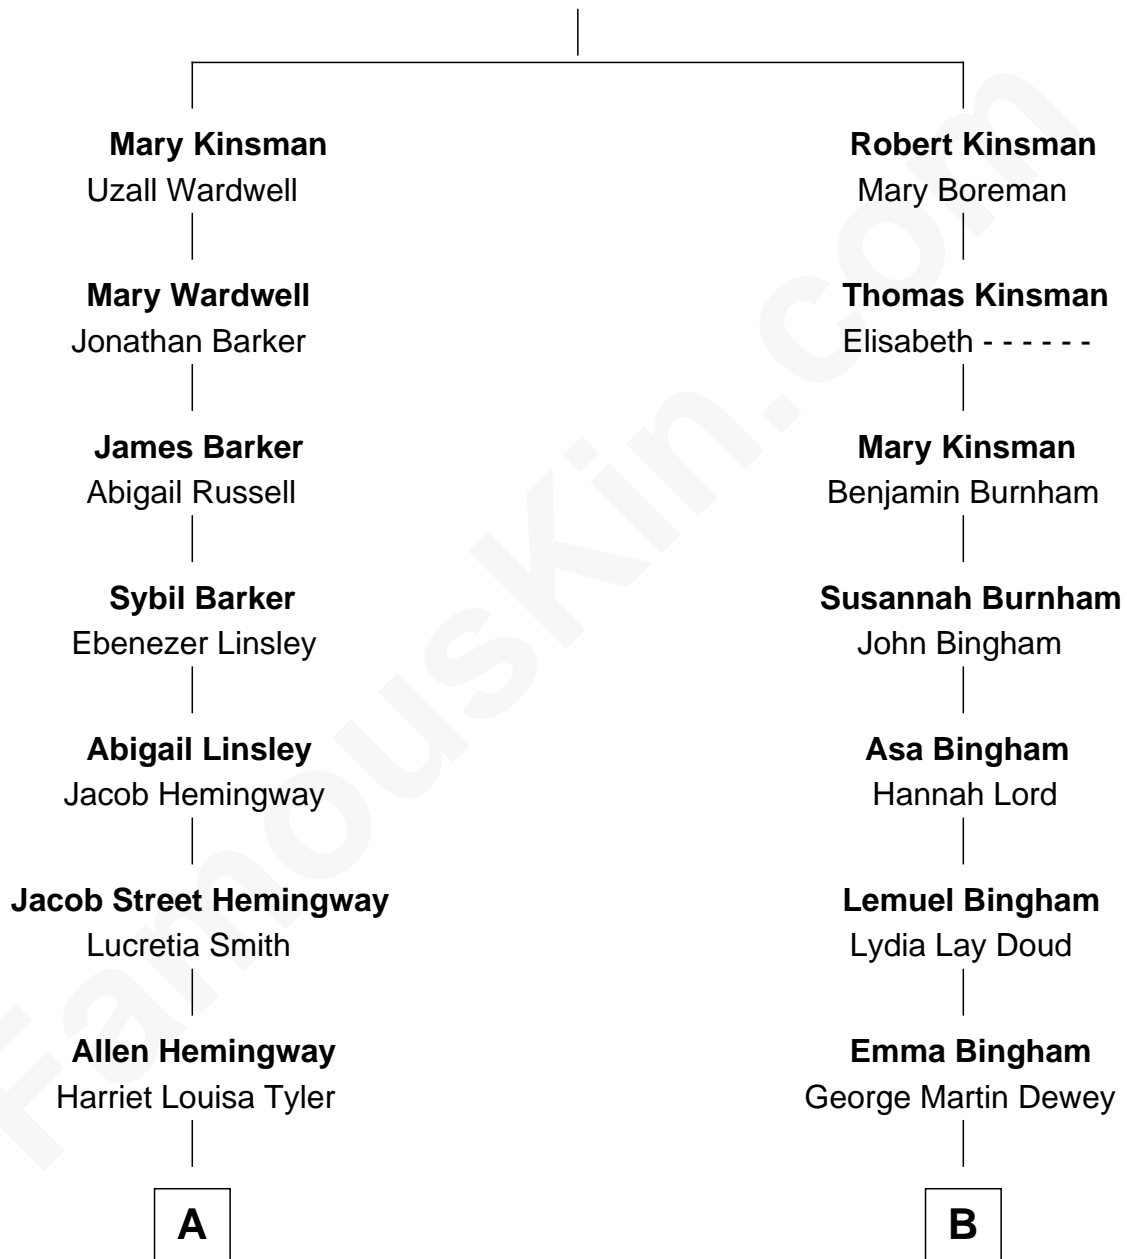 Mary Kinsman
Uzall Wardwell
Robert Kinsman
Mary Boreman
Mary Wardwell
Jonathan Barker
Thomas Kinsman
Elisabeth - - - - - -
James Barker
Abigail Russell
Mary Kinsman
Benjamin Burnham
Sybil Barker
Ebenezer Linsley
Susannah Burnham
John Bingham
Abigail Linsley
Jacob Hemingway
Asa Bingham
Hannah Lord
Jacob Street Hemingway
Lucretia Smith
Lemuel Bingham
Lydia Lay Doud
Allen Hemingway
Harriet Louisa Tyler
Emma Bingham
George Martin Dewey
A
B
FamousKin.com